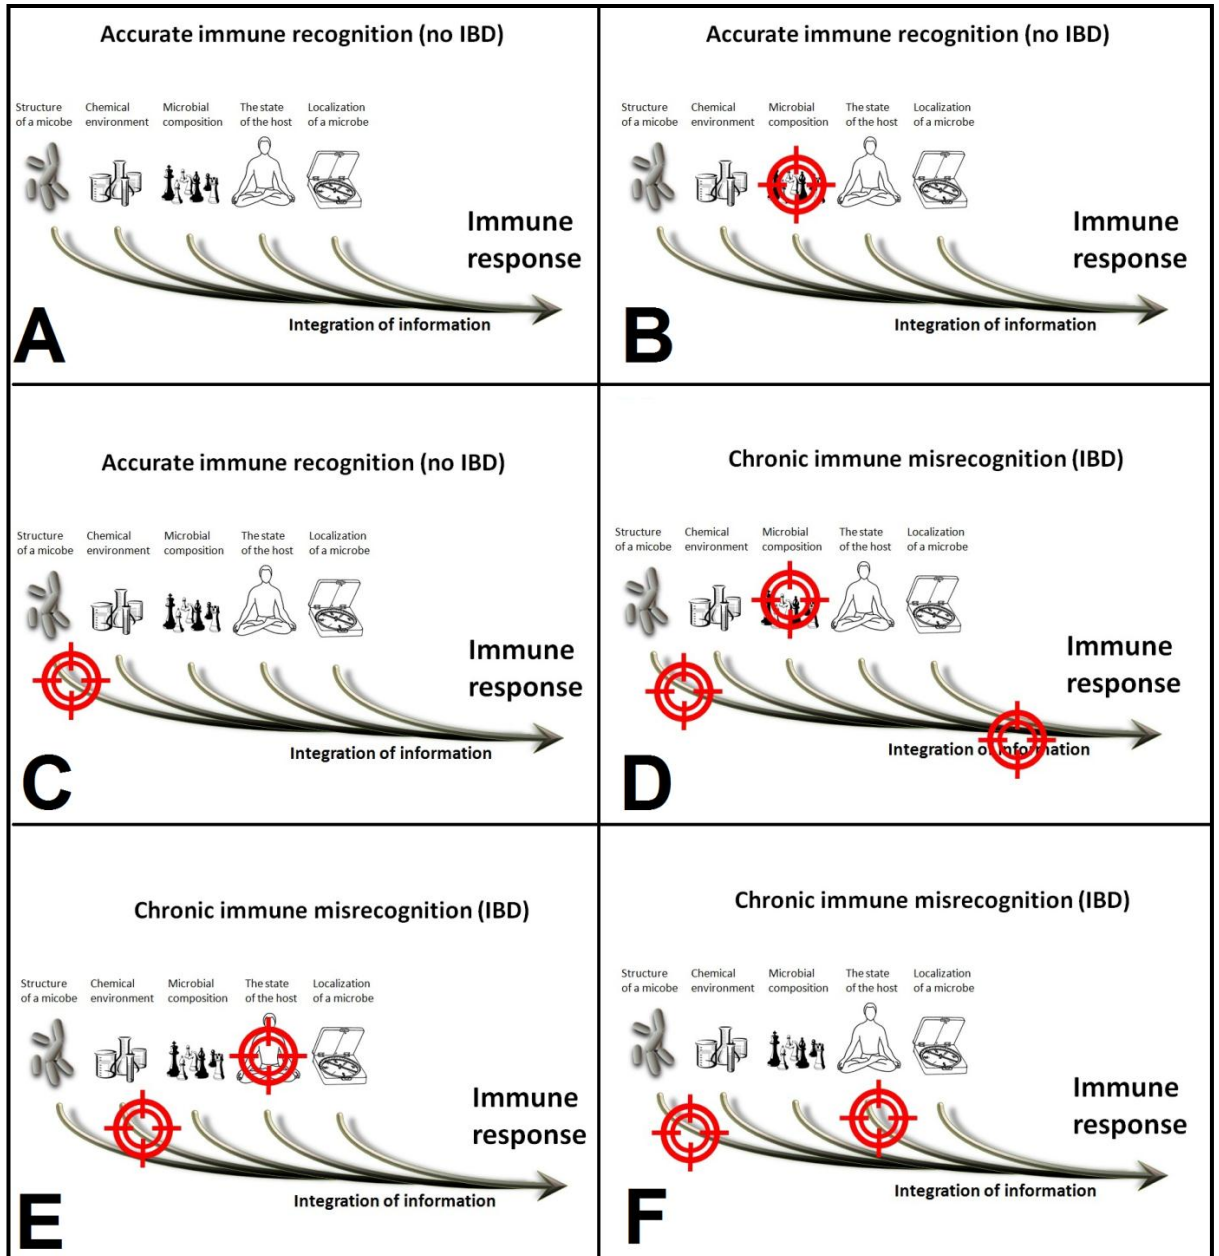 Accurate immune recognition (no IBD)
Structure
of a micobe
Chemical
environment
Microbial
composition
The state
of the host
Localization
of a microbe
Immune
response
Integration of information
A
Accurate immune recognition (no IBD)
Structure
of a micobe
Chemical
environment
Microbial
composition
The state
of the host
Localization
of a microbe
Immune
response
Integration of information
B
Accurate immune recognition (no IBD)
Structure
of a micobe
Chemical
environment
Microbial
composition
The state
of the host
Localization
of a microbe
Immune
response
Integration of information
C
Chronic immune misrecognition (IBD)
Structure
of a micobe
Chemical
environment
Microbial
composition
The state
of the host
Localization
of a microbe
Immune
response
Integration of information
D
Chronic immune misrecognition (IBD)
Structure
of a micobe
Chemical
environment
Microbial
composition
The state
of the host
Localization
of a microbe
Immune
response
Integration of information
E
Chronic immune misrecognition (IBD)
Structure
of a micobe
Chemical
environment
Microbial
composition
The state
of the host
Localization
of a microbe
Immune
response
Integration of information
F